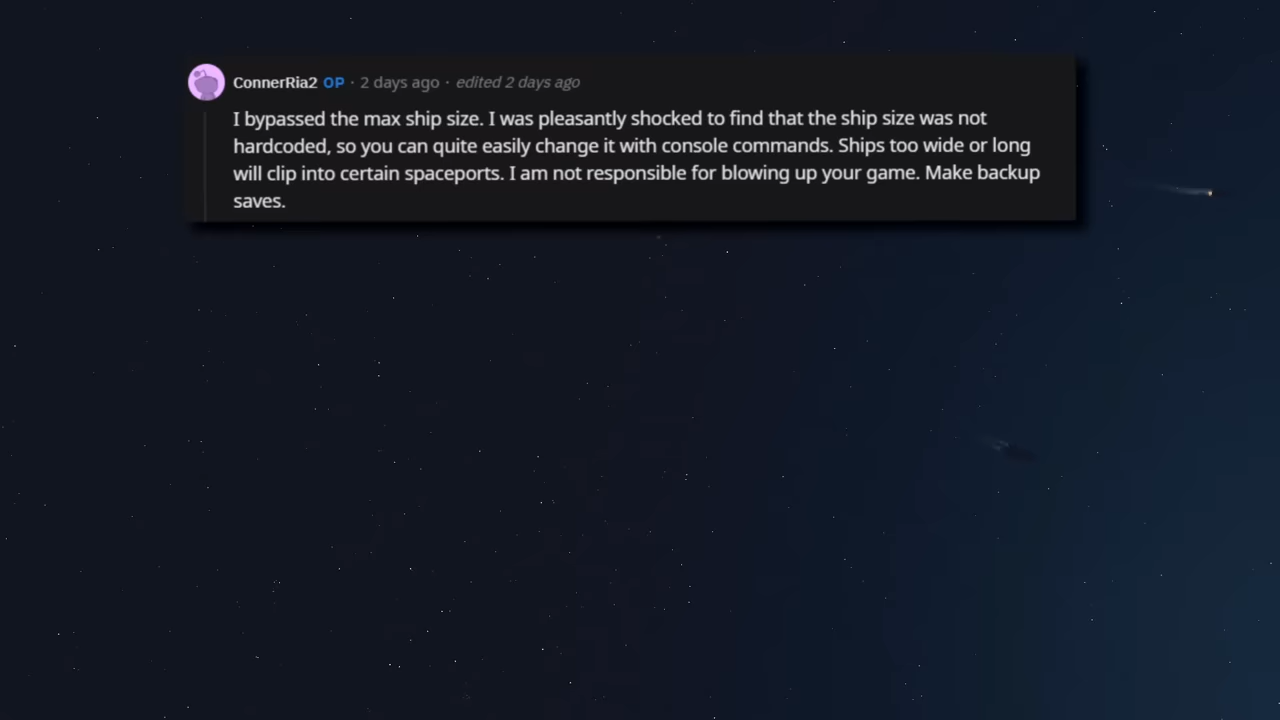 ConnerRia2 OP · 2 days ago · edited 2 days ago
I bypassed the max ship size. I was pleasantly shocked to find that the ship size was not
hardcoded, so you can quite easily change it with console commands. Ships too wide or long
will clip into certain spaceports. I am not responsible for blowing up your game. Make backup
saves.